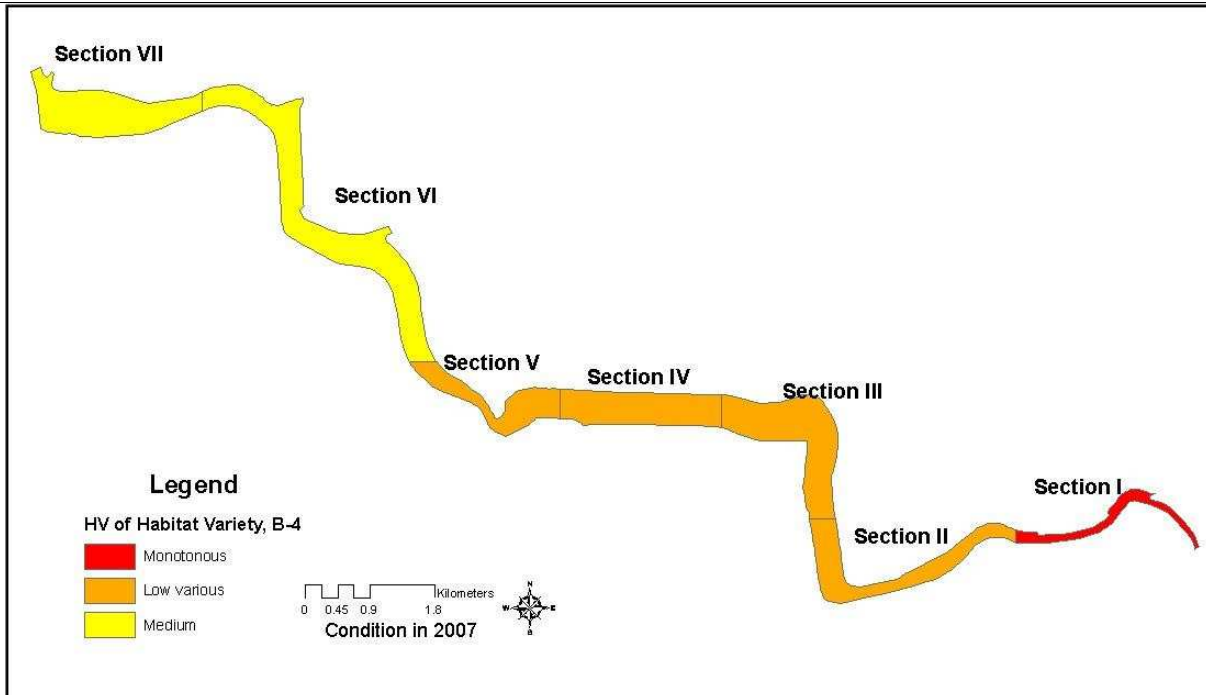 Section VII
Section VI
Section V
Section IV
Section III
Section I
Section II
Legend
HV of Habitat Variety, B-4
Monotonous
Low various
Medium
Kilometers
0 0.45 0.9 1.8
Condition in 2007
N
W E
S